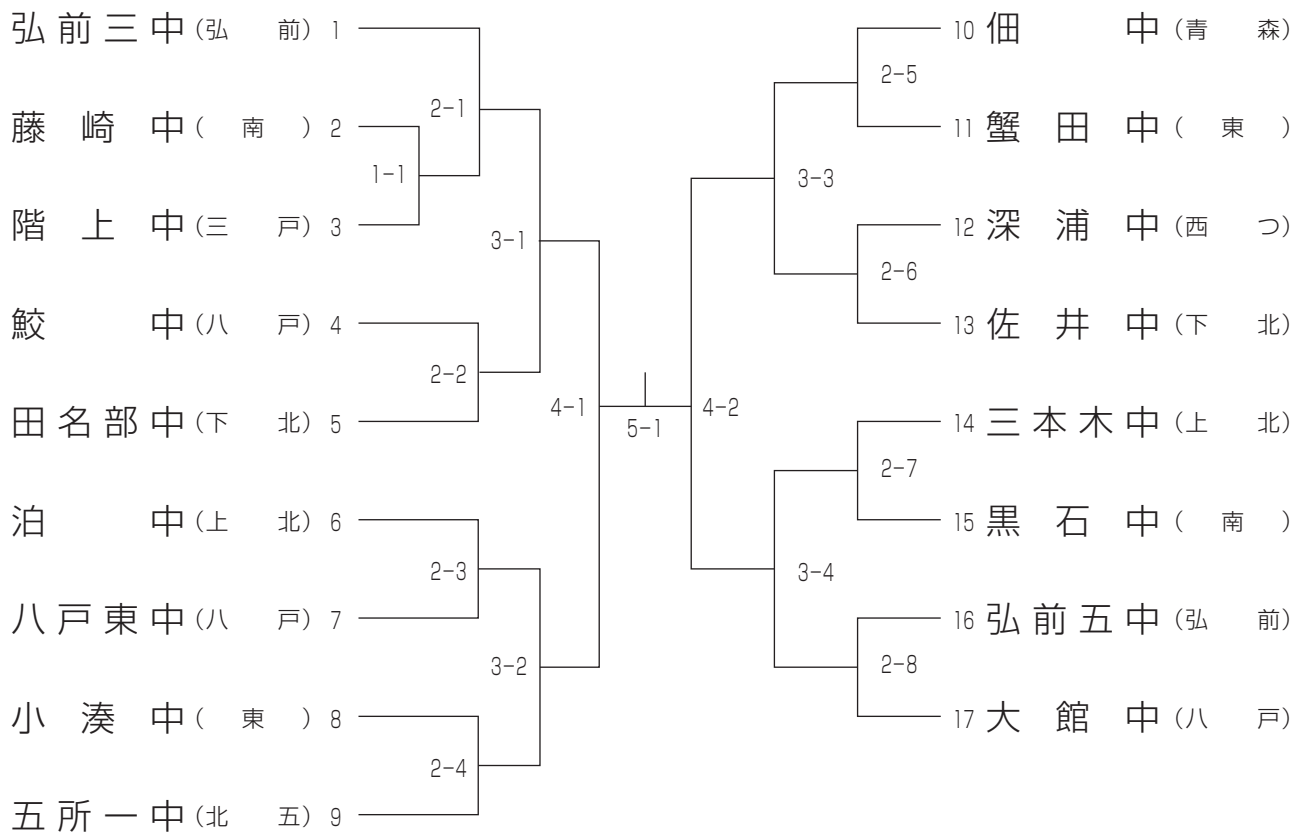 弘前三中(弘 前) 1
2-1
藤崎中(南) 2
1-1
階上中(三 戸) 3
3-1
鮫中(八 戸) 4
2-2
田名部中(下 北) 5
4-1
泊中(上 北) 6
2-3
八戸東中(八 戸) 7
3-2
小湊中(東) 8
2-4
五所一中(北 五) 9
5-1
10 佃中(青 森)
2-5
11 蟹田中(東)
3-3
12 深浦中(西 つ)
2-6
13 佐井中(下 北)
4-2
14 三本木中(上 北)
2-7
15 黒石中(南)
3-4
16 弘前五中(弘 前)
2-8
17 大館中(八 戸)